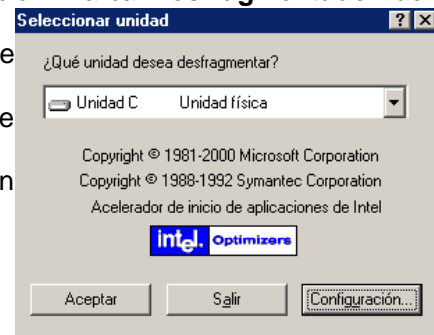 Seleccionar unidad
e
¿Qué unidad desea desfragmentar?
Unidad C Unidad física
e
Copyright © 1981-2000 Microsoft Corporation
n
Copyright © 1988-1992 Symantec Corporation
Acelerador de inicio de aplicaciones de Intel
intel. Optimizers
Aceptar Salir Configuración...